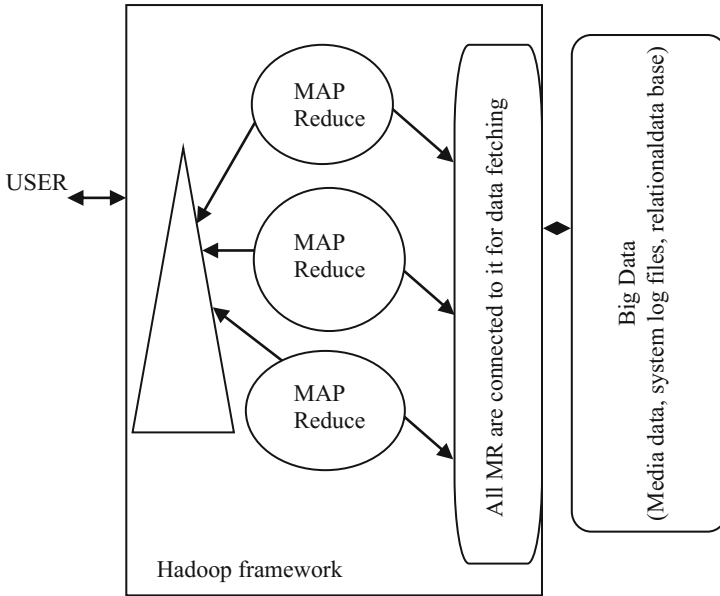 USER
MAP
Reduce
MAP
Reduce
MAP
Reduce
All MR are connected to it for data fetching
Big Data
(Media data, system log files, relationaldata base)
Hadoop framework